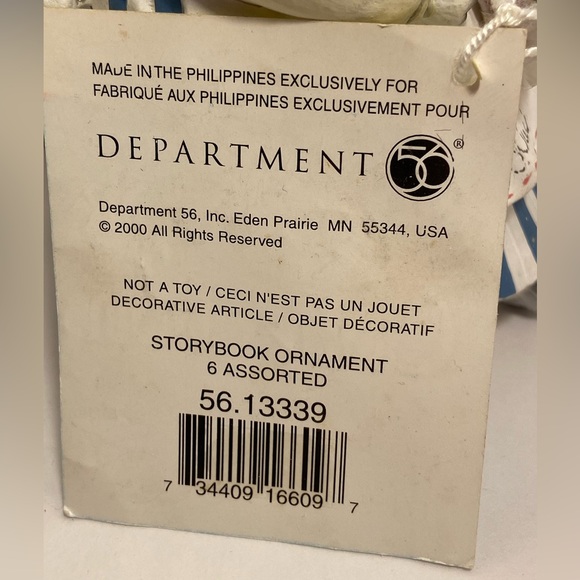 MADE IN THE PHILIPPINES EXCLUSIVELY FOR
FABRIQUÉ AUX PHILIPPINES EXCLUSIVEMENT POUR
DEPARTMENT 56®
Department 56, Inc. Eden Prairie MN 55344, USA
© 2000 All Rights Reserved
NOT A TOY / CECI N'EST PAS UN JOUET
DECORATIVE ARTICLE / OBJET DÉCORATIF
STORYBOOK ORNAMENT
6 ASSORTED
56.13339
7 34409 16609 7